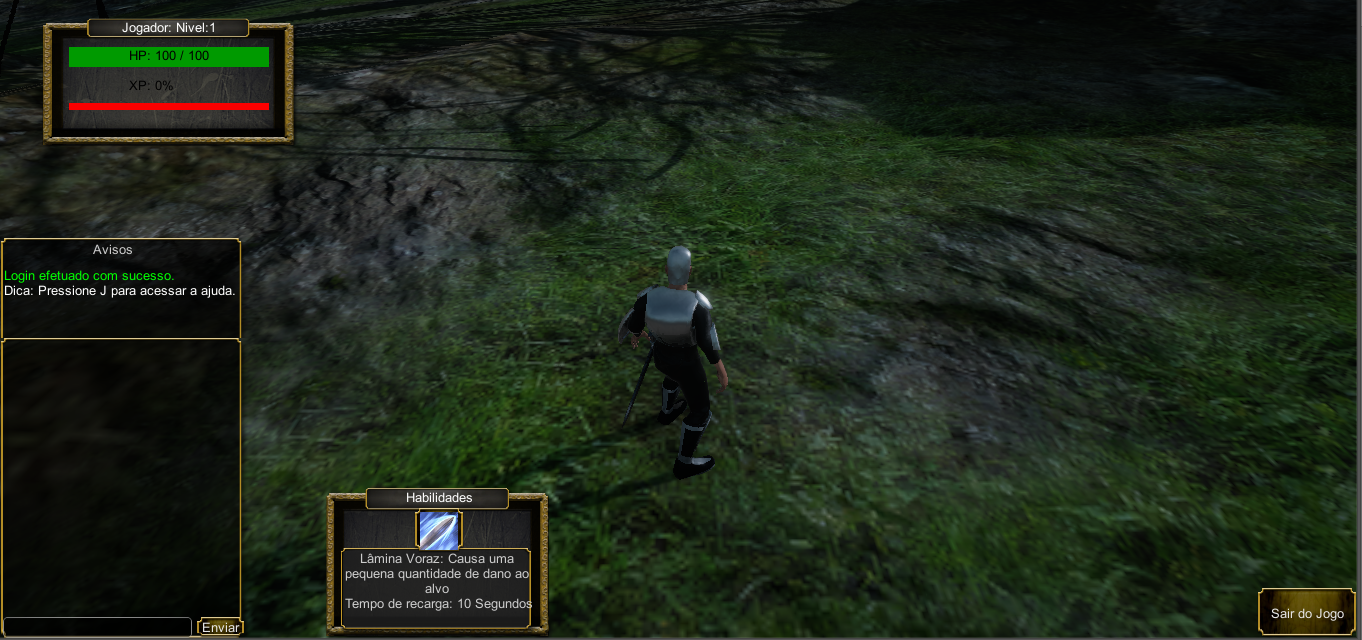 Jogador: Nivel:1
HP: 100 / 100
XP: 0%
Avisos
Login efetuado com sucesso.
Dica: Pressione J para acessar a ajuda.
Habilidades
Lâmina Voraz: Causa uma
pequena quantidade de dano ao
alvo
Tempo de recarga: 10 Segundos
Enviar
Sair do Jogo